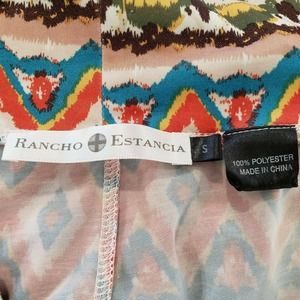 RANCHO ESTANCIA
S
100% POLYESTER
MADE IN CHINA